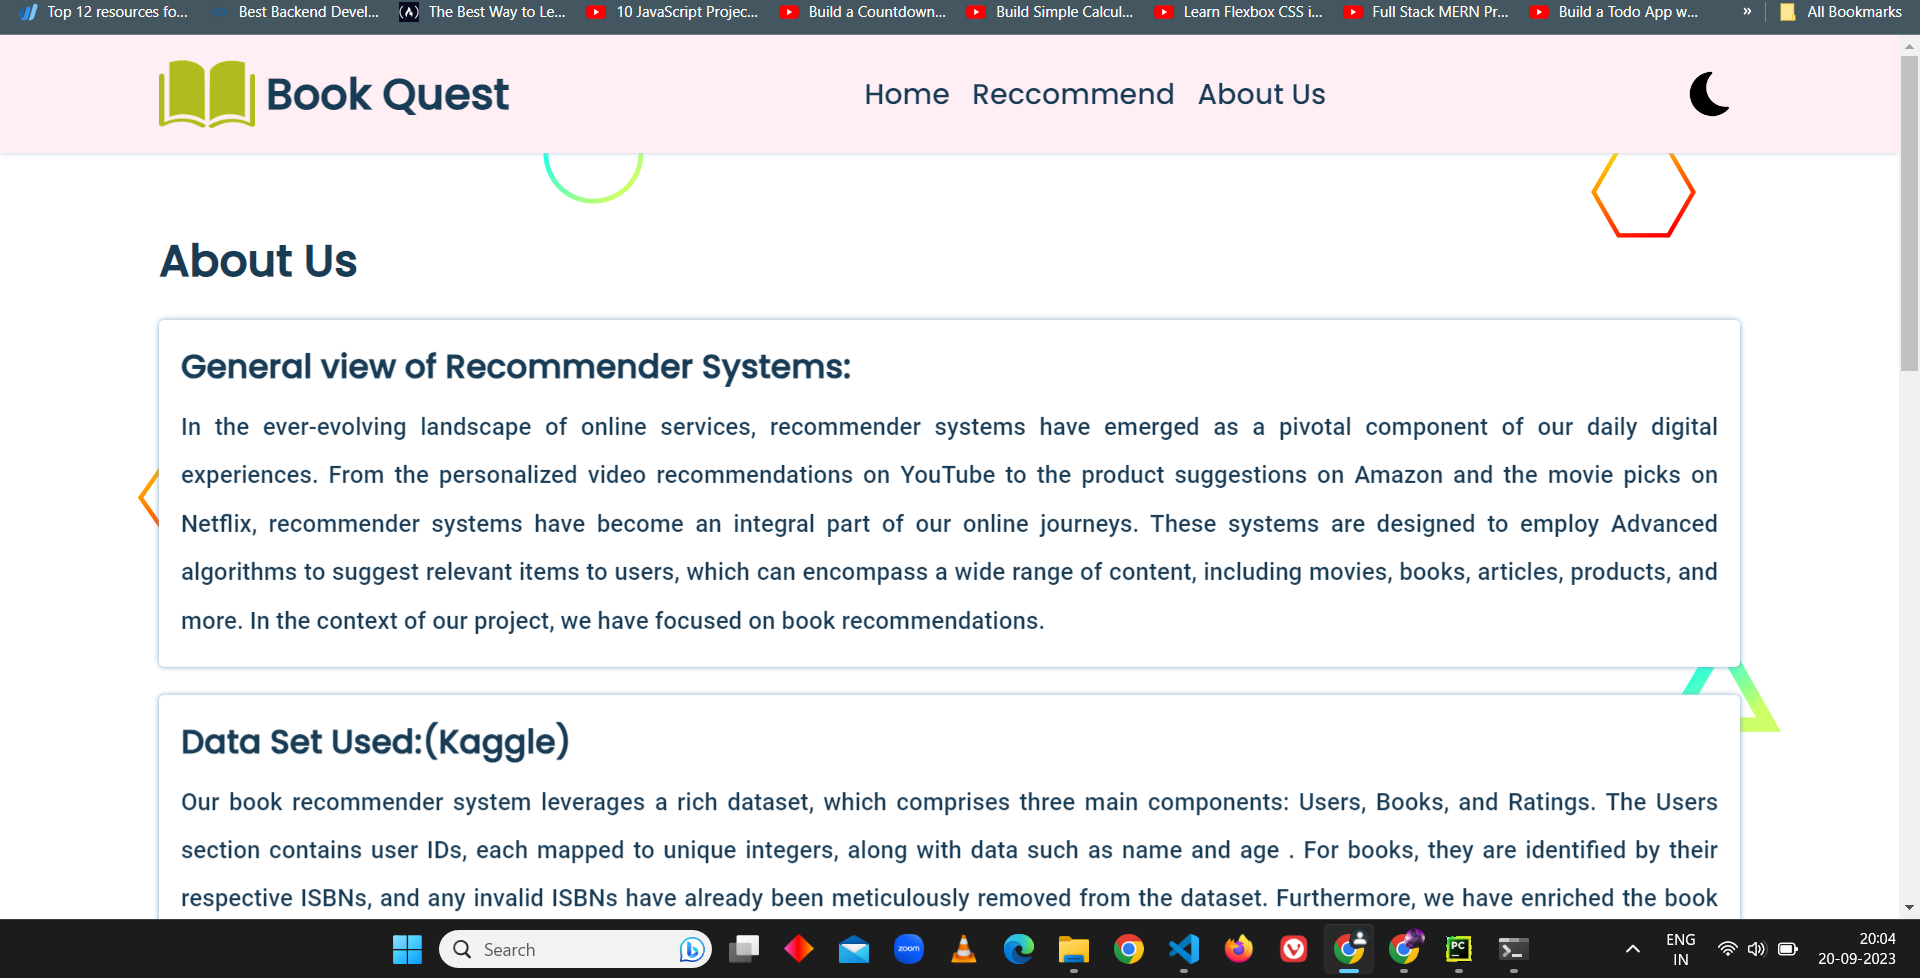 Top 12 resources fo...
Best Backend Devel...
The Best Way to Le...
10 JavaScript Projec...
Build a Countdown...
Build Simple Calcul...
Learn Flexbox CSS i...
Full Stack MERN Pr...
Build a Todo App w...
»
All Bookmarks
Book Quest
Home
Reccommend
About Us
About Us
General view of Recommender Systems:
In the ever-evolving landscape of online services, recommender systems have emerged as a pivotal component of our daily digital
experiences. From the personalized video recommendations on YouTube to the product suggestions on Amazon and the movie picks on
Netflix, recommender systems have become an integral part of our online journeys. These systems are designed to employ Advanced
algorithms to suggest relevant items to users, which can encompass a wide range of content, including movies, books, articles, products, and
more. In the context of our project, we have focused on book recommendations.
Data Set Used:(Kaggle)
Our book recommender system leverages a rich dataset, which comprises three main components: Users, Books, and Ratings. The Users
section contains user IDs, each mapped to unique integers, along with data such as name and age . For books, they are identified by their
respective ISBNs, and any invalid ISBNs have already been meticulously removed from the dataset. Furthermore, we have enriched the book
Search
zoom
PC
ENG
IN
20:04
20-09-2023